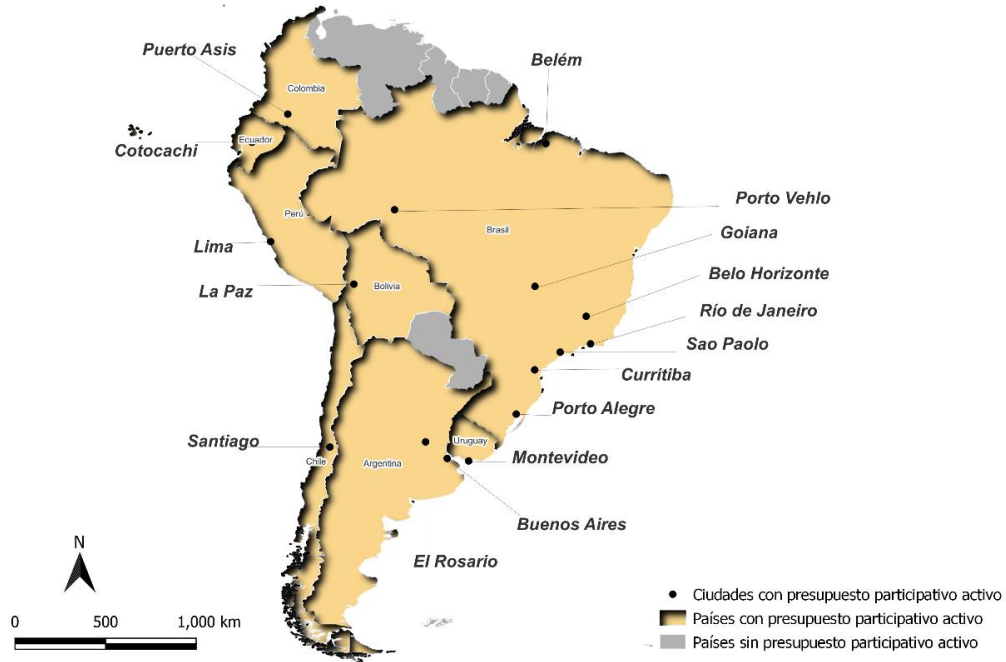 Puerto Asis
Belém
Colombia
Ecuador
Cotocachi
Porto Vehlo
Perú
Brasil
Goiana
Lima
Belo Horizonte
La Paz
Bolivia
Río de Janeiro
Sao Paolo
Curritiba
Porto Alegre
Santiago
Uruguay
Chile
Argentina
Montevideo
Buenos Aires
El Rosario
N
0 500 1,000 km
Ciudades con presupuesto participativo activo
Países con presupuesto participativo activo
Países sin presupuesto participativo activo